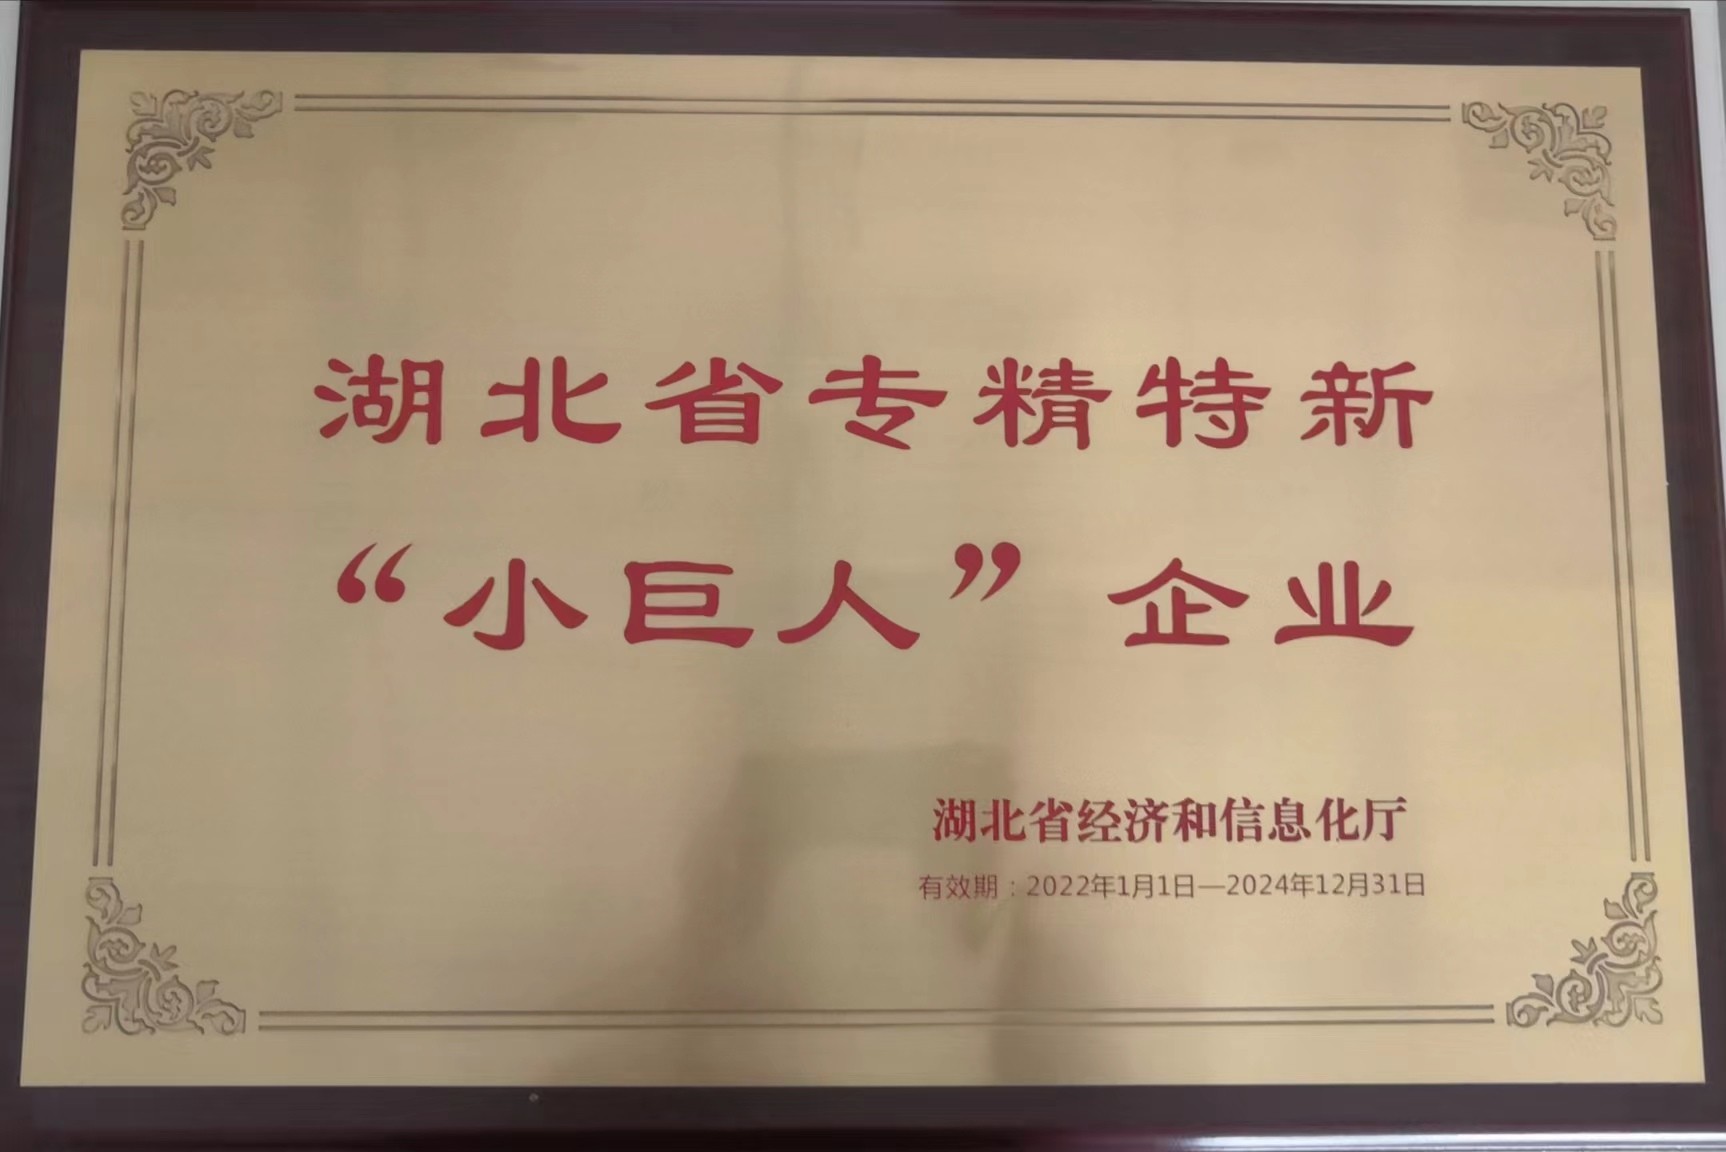 湖北省专精特新
“小巨人”企业
湖北省经济和信息化厅
有效期：2022年1月1日—2024年12月31日